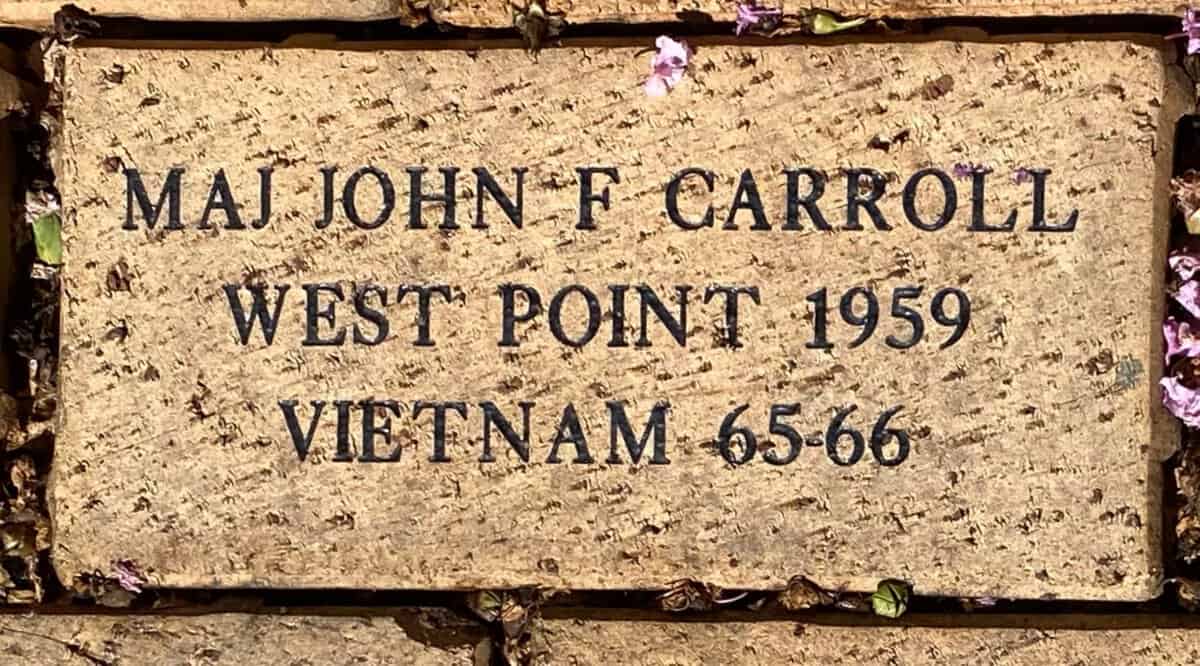 MAJ JOHN F CARROLL
WEST POINT 1959
VIETNAM 65-66